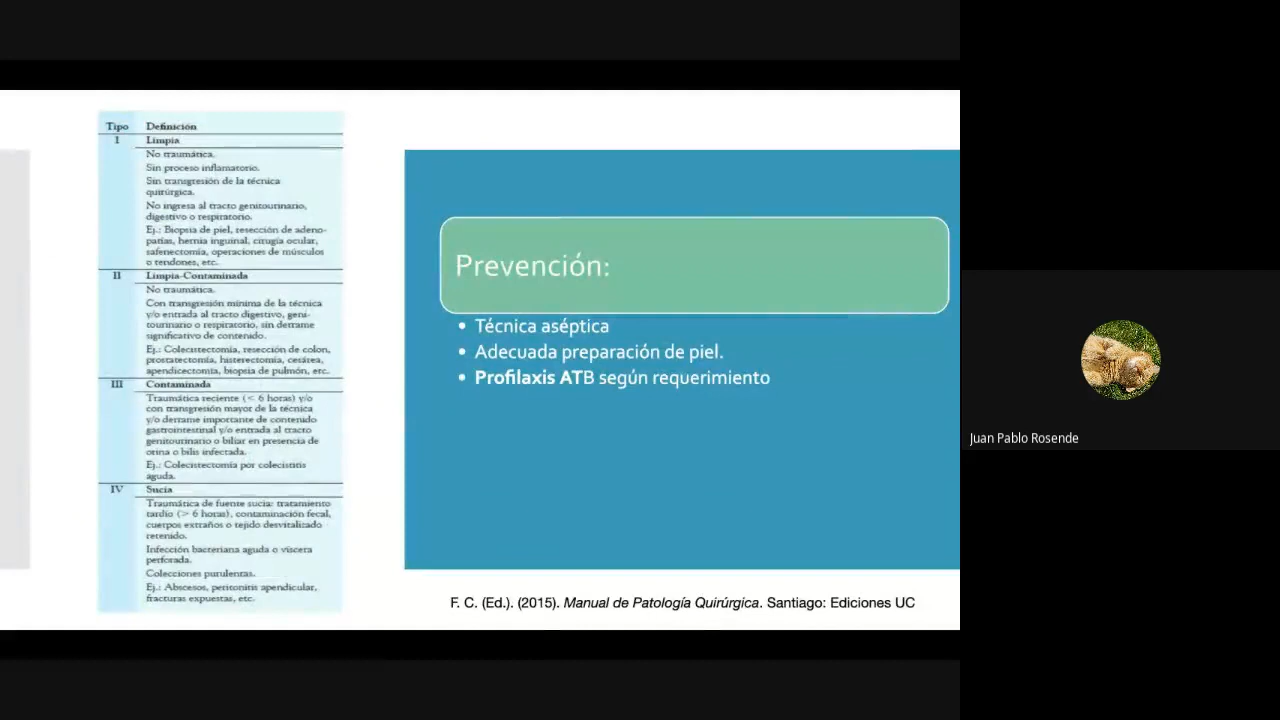 Tipo Definición
I Limpia
No traumática.
Sin proceso inflamatorio.
Sin transgresión de la técnica
quirúrgica.
No ingresa al tracto genitourinario,
digestivo o respiratorio.
Ej.: Biopsia de piel, resección de adeno-
patías, hernia inguinal, cirugía ocular,
safenectomía, operaciones de músculos
o tendones, etc.
II Limpia-Contaminada
No traumática.
Con transgresión mínima de la técnica
y/o entrada al tracto digestivo, geni-
tourinario o respiratorio, sin derrame
significativo de contenido.
Ej.: Colecistectomía, resección de colon,
prostatectomía, histerectomía, cesárea,
apendicectomía, biopsia de pulmón, etc.
III Contaminada
Traumática reciente (< 6 horas) y/o
con transgresión mayor de la técnica
y/o derrame importante de contenido
gastrointestinal y/o entrada al tracto
genitourinario o biliar en presencia de
orina o bilis infectada.
Ej.: Colecistectomía por colecistitis
aguda.
IV Sucia
Traumática de fuente sucia: tratamiento
tardío (> 6 horas), contaminación fecal,
cuerpos extraños o tejido desvitalizado
retenido.
Infección bacteriana aguda o víscera
perforada.
Colecciones purulentas.
Ej.: Abscesos, peritonitis apendicular,
fracturas expuestas, etc.
Prevención:
• Técnica aséptica
• Adecuada preparación de piel.
• Profilaxis ATB según requerimiento
F. C. (Ed.). (2015). Manual de Patología Quirúrgica. Santiago: Ediciones UC
Juan Pablo Rosende